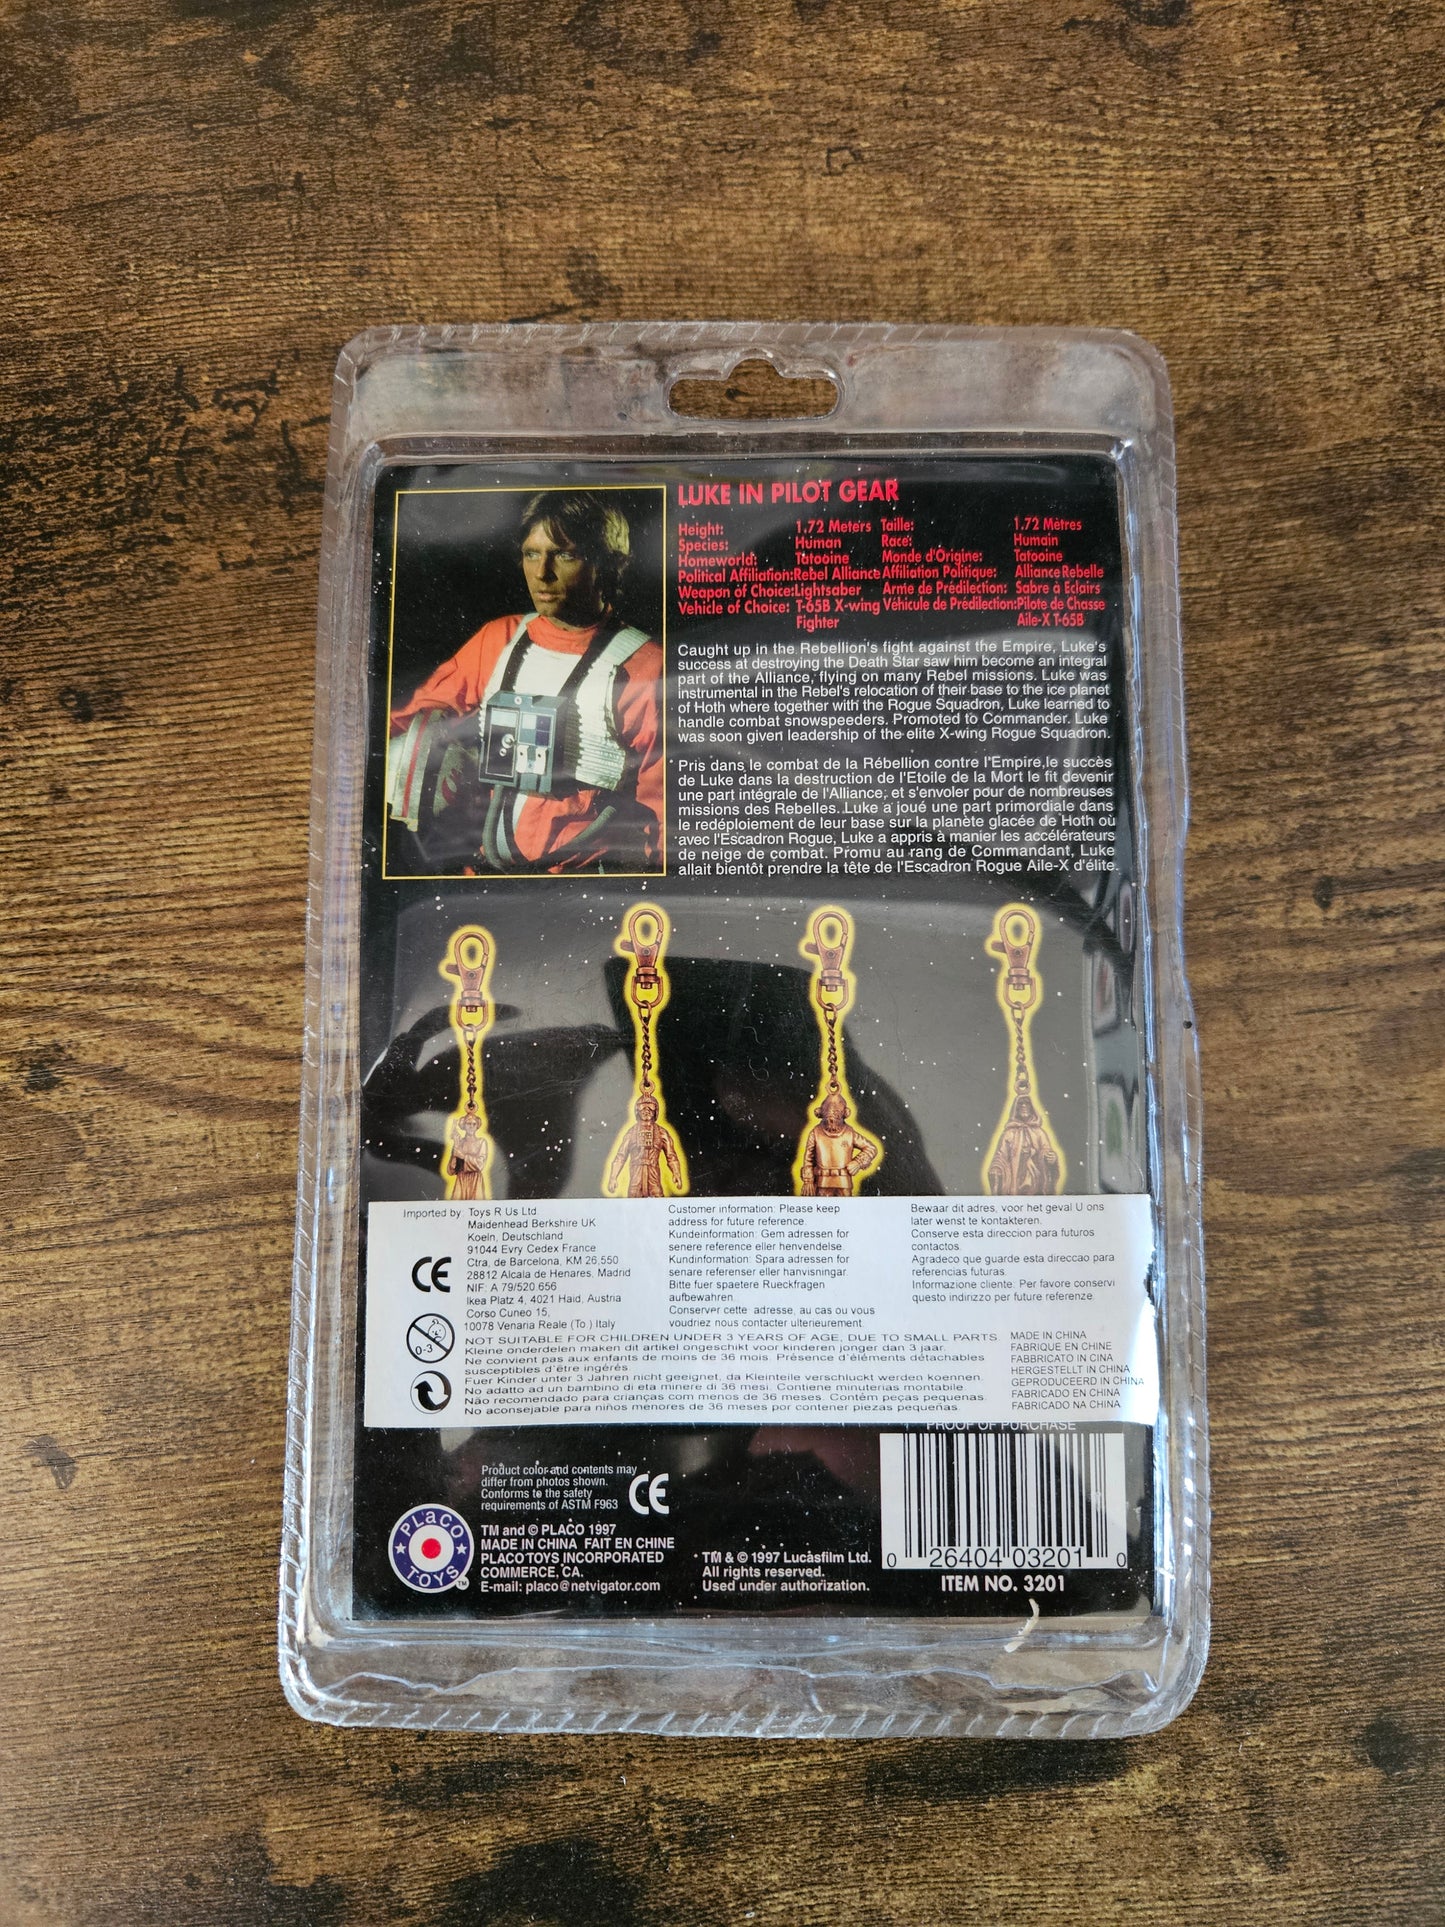 LUKE IN PILOT GEAR
Height: 1.72 Meters Taille: 1.72 Mètres
Species: Human Race: Humain
Homeworld: Tatooine Monde d'Origine: Tatooine
Political Affiliation: Rebel Alliance Affiliation Politique: Alliance Rebelle
Weapon of Choice: Lightsaber Arme de Prédilection: Sabre à Eclairs
Vehicle of Choice: T-65B X-wing Véhicule de Prédilection: Pilote de Chasse
Fighter Aile-X T-65B
Caught up in the Rebellion's fight against the Empire, Luke's
success at destroying the Death Star saw him become an integral
part of the Alliance, flying on many Rebel missions. Luke was
instrumental in the Rebel's relocation of their base to the ice planet
of Hoth where together with the Rogue Squadron, Luke learned to
handle combat snowspeeders. Promoted to Commander. Luke
was soon given leadership of the elite X-wing Rogue Squadron.
Pris dans le combat de la Rébellion contre l'Empire,le succès
de Luke dans la destruction de l'Etoile de la Mort le fit devenir
une part intégrale de l'Alliance, et s'envoler pour de nombreuses
missions des Rebelles. Luke a joué une part primordiale dans
le redéploiement de leur base sur la planète glacée de Hoth où
avec l'Escadron Rogue, Luke a appris à manier les accélérateurs
de neige de combat. Promu au rang de Commandant, Luke
allait bientôt prendre la tête de l'Escadron Rogue Aile-X d'élite.
Imported by: Toys R Us Ltd.
Maidenhead Berkshire UK
Koeln, Deutschland
91044 Evry Cedex France
Ctra. de Barcelona, KM 26,550
28812 Alcala de Henares, Madrid
NIF. A 79/520 656
Ikea Platz 4, 4021 Haid, Austria
Corso Cuneo 15,
10078 Venaria Reale (To ) Italy
CE
0-3
Customer information: Please keep
address for future reference.
Kundeinformation: Gem adressen for
senere reference eller henvendelse.
Kundinformation: Spara adressen for
senare referenser eller hanvisningar.
Bitte fuer spaetere Rueckfragen
aufbewahren.
Conserver cette adresse, au cas ou vous
voudriez nous contacter ulterieurement.
Bewaar dit adres, voor het geval U ons
later wenst te kontakteren.
Conserve esta direccion para futuros
contactos.
Agradeco que guarde esta direccao para
referencias futuras.
Informazione cliente: Per favore conservi
questo indirizzo per future referenze.
NOT SUITABLE FOR CHILDREN UNDER 3 YEARS OF AGE, DUE TO SMALL PARTS
Kleine onderdelen maken dit artikel ongeschikt voor kinderen jonger dan 3 jaar.
Ne convient pas aux enfants de moins de 36 mois. Présence d'éléments détachables
susceptibles d'être ingérés.
Fuer Kinder unter 3 Jahren nicht geeignet, da Kleinteile verschluckt werden koennen.
No adatto ad un bambino di eta minere di 36 mesi. Contiene minuterias montabile.
Não recomendado para crianças com menos de 36 meses. Contém peças pequenas.
No aconsejable para niños menores de 36 meses por contener piezas pequeñas.
MADE IN CHINA
FABRIQUE EN CHINE
FABBRICATO IN CINA
HERGESTELLT IN CHINA
GEPRODUCEERD IN CHINA
FABRICADO EN CHINA
FABRICADO NA CHINA
PROOF OF PURCHASE
Product color and contents may
differ from photos shown.
Conforms to the safety
requirements of ASTM F963
CE
PLaCO
TOYS
TM
TM and © PLACO 1997
MADE IN CHINA FAIT EN CHINE
PLACO TOYS INCORPORATED
COMMERCE, CA.
E-mail: placo@netvigator.com
TM & © 1997 Lucasfilm Ltd.
All rights reserved.
Used under authorization.
0 26404 03201 0
ITEM NO. 3201